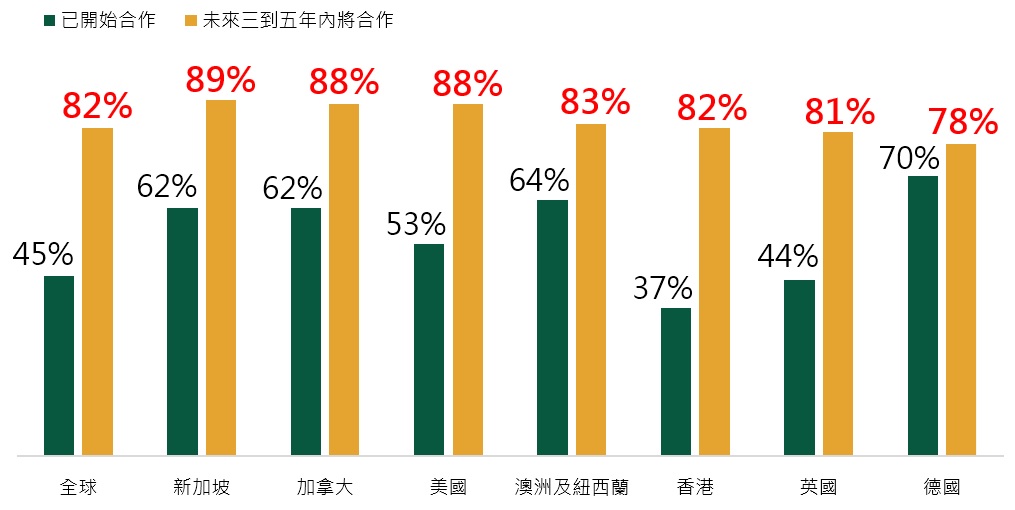 已開始合作 未來三到五年內將合作
82% 89% 88% 88% 83% 82% 81% 78%
45% 62% 62% 53% 64% 37% 44% 70%
全球 新加坡 加拿大 美國 澳洲及紐西蘭 香港 英國 德國